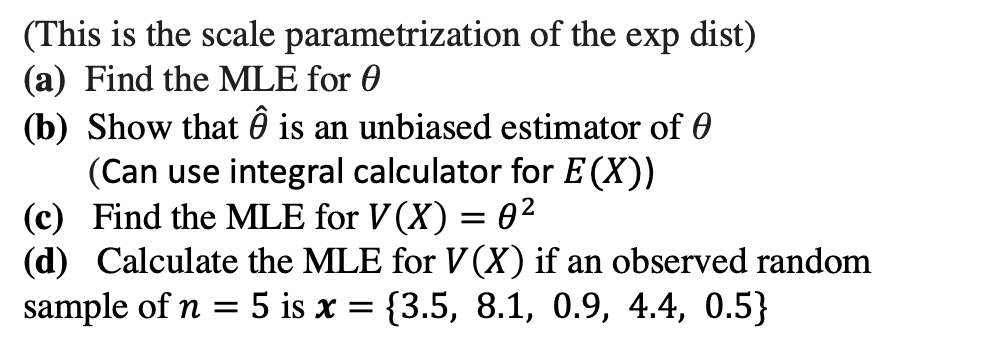 (This is the scale parametrization of the exp dist)
(a) Find the MLE for θ
(b) Show that θ̂ is an unbiased estimator of θ
(Can use integral calculator for E(X))
(c) Find the MLE for V(X) = θ²
(d) Calculate the MLE for V(X) if an observed random
sample of n = 5 is x = {3.5, 8.1, 0.9, 4.4, 0.5}